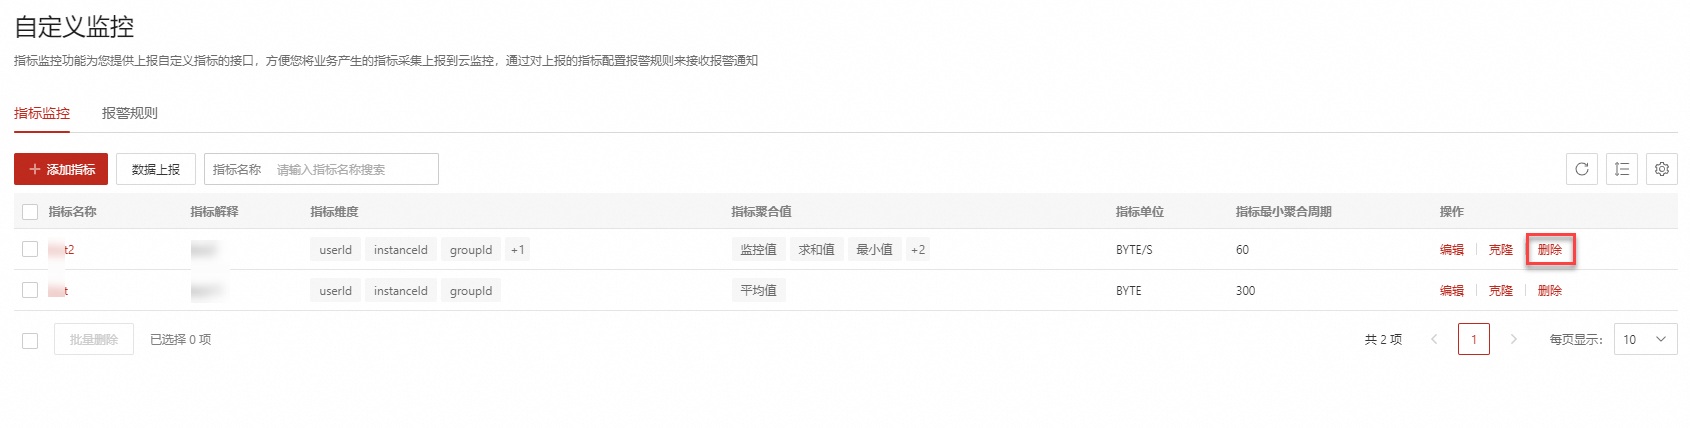 自定义监控
指标监控功能为您提供上报自定义指标的接口，方便您将业务产生的指标采集上报到云监控，通过对上报的指标配置报警规则来接收报警通知
指标监控 报警规则
添加指标 数据上报 指标名称 请输入指标名称搜索
指标名称 指标解释 指标维度 指标聚合值 指标单位 指标最小聚合周期 操作
userId instanceId groupId +1 监控值 求和值 最小值 +2 BYTE/S 60 编辑 克隆 删除
userId instanceId groupId 平均值 BYTE 300 编辑 克隆 删除
批量删除 已选择 0 项 共 2 项 1 每页显示： 10